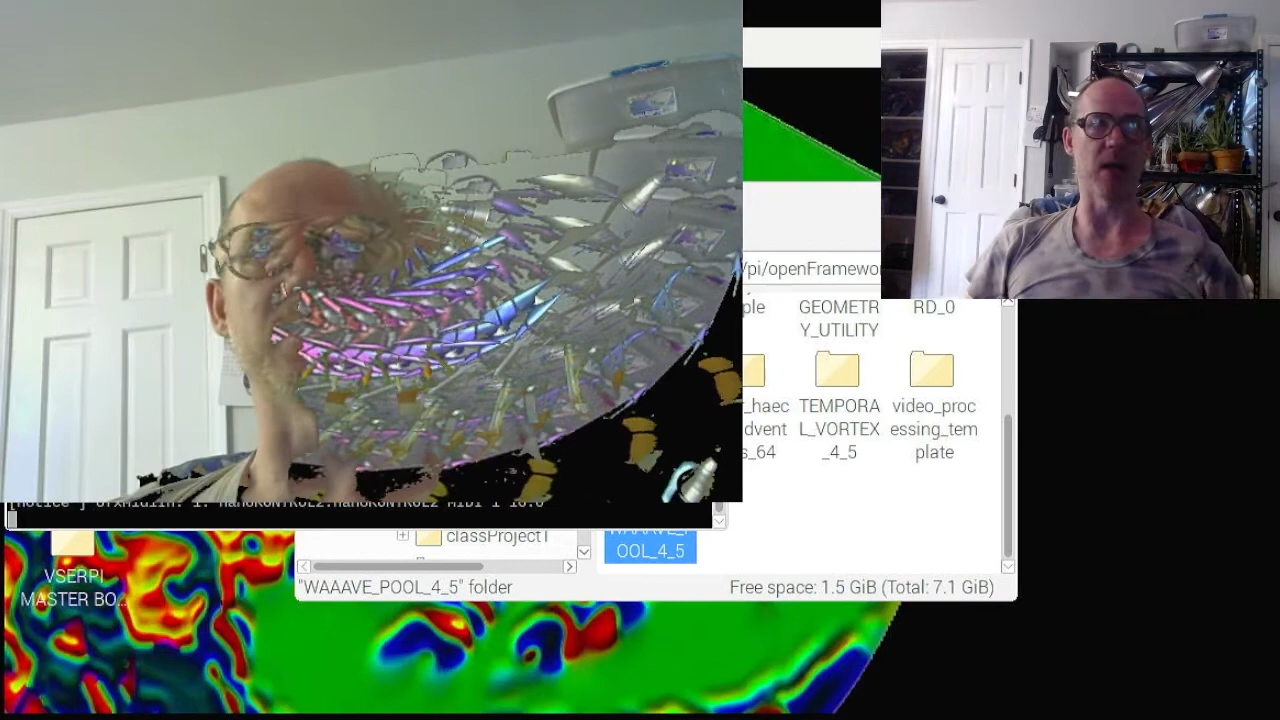 /pi/openFramewo
ple
GEOMETR
Y_UTILITY
RD_0
_haec
dvent
s_64
TEMPORA
L_VORTEX
_4_5
video_proc
essing_tem
plate
classProject1
OOL_4_5
VSERPI
MASTER BO...
"WAAAVE_POOL_4_5" folder
Free space: 1.5 GiB (Total: 7.1 GiB)